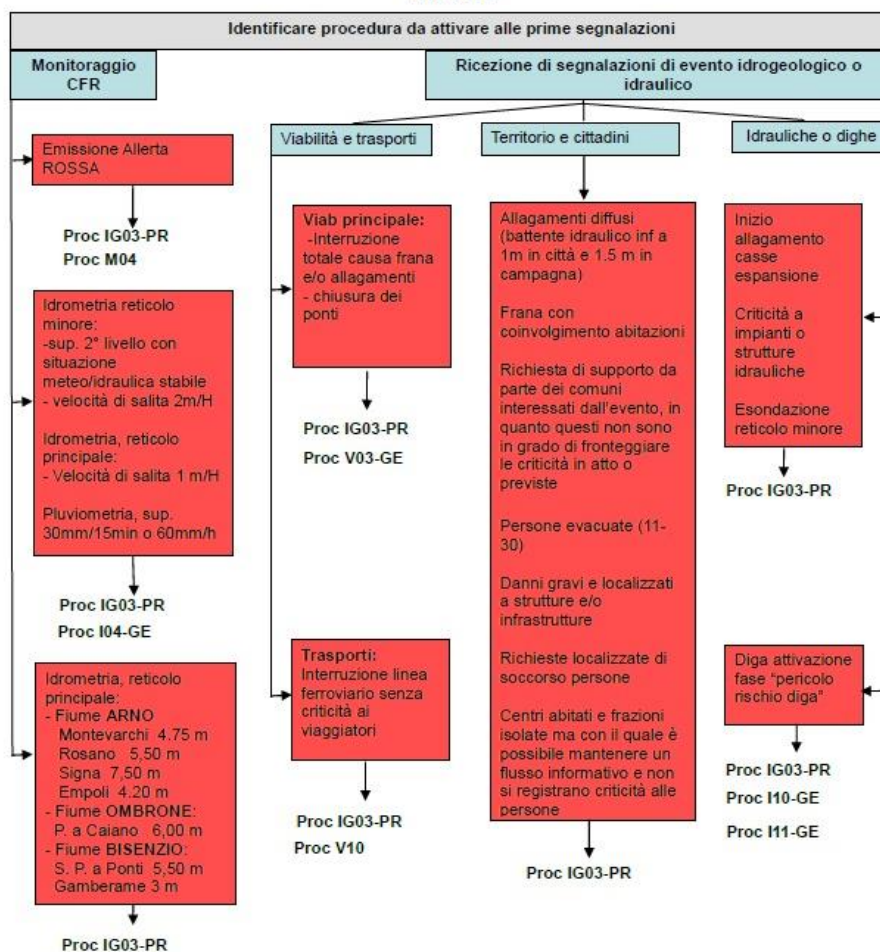 Identificare procedura da attivare alle prime segnalazioni
Monitoraggio
CFR
Emissione Allerta
ROSSA
Proc IG03-PR
Proc M04
Idrometria reticolo
minore:
-sup. 2° livello con
situazione
meteo/idraulica stabile
- velocità di salita 2m/H
Idrometria, reticolo
principale:
- Velocità di salita 1 m/H
Pluviometria, sup.
30mm/15min o 60mm/h
Proc IG03-PR
Proc I04-GE
Idrometria, reticolo
principale:
- Fiume ARNO
Montevarchi 4.75 m
Rosano 5,50 m
Signa 7,50 m
Empoli 4.20 m
- Fiume OMBRONE:
P. a Caiano 6,00 m
- Fiume BISENZIO:
S. P. a Ponti 5,50 m
Gamberame 3 m
Proc IG03-PR
Ricezione di segnalazioni di evento idrogeologico o
idraulico
Viabilità e trasporti
Viab principale:
-Interruzione
totale causa frana
e/o allagamenti
- chiusura dei
ponti
Proc IG03-PR
Proc V03-GE
Trasporti:
Interruzione linea
ferroviario senza
criticità ai
viaggiatori
Proc IG03-PR
Proc V10
Territorio e cittadini
Allagamenti diffusi
(battente idraulico inf a
1m in città e 1.5 m in
campagna)
Frana con
coinvolgimento abitazioni
Richiesta di supporto da
parte dei comuni
interessati dall'evento, in
quanto questi non sono
in grado di fronteggiare
le criticità in atto o
previste
Persone evacuate (11-
30)
Danni gravi e localizzati
a strutture e/o
infrastrutture
Richieste localizzate di
soccorso persone
Centri abitati e frazioni
isolate ma con il quale è
possibile mantenere un
flusso informativo e non
si registrano criticità alle
persone
Proc IG03-PR
Idrauliche o dighe
Inizio
allagamento
casse
espansione
Criticità a
impianti o
strutture
idrauliche
Esondazione
reticolo minore
Proc IG03-PR
Diga attivazione
fase "pericolo
rischio diga"
Proc IG03-PR
Proc I10-GE
Proc I11-GE